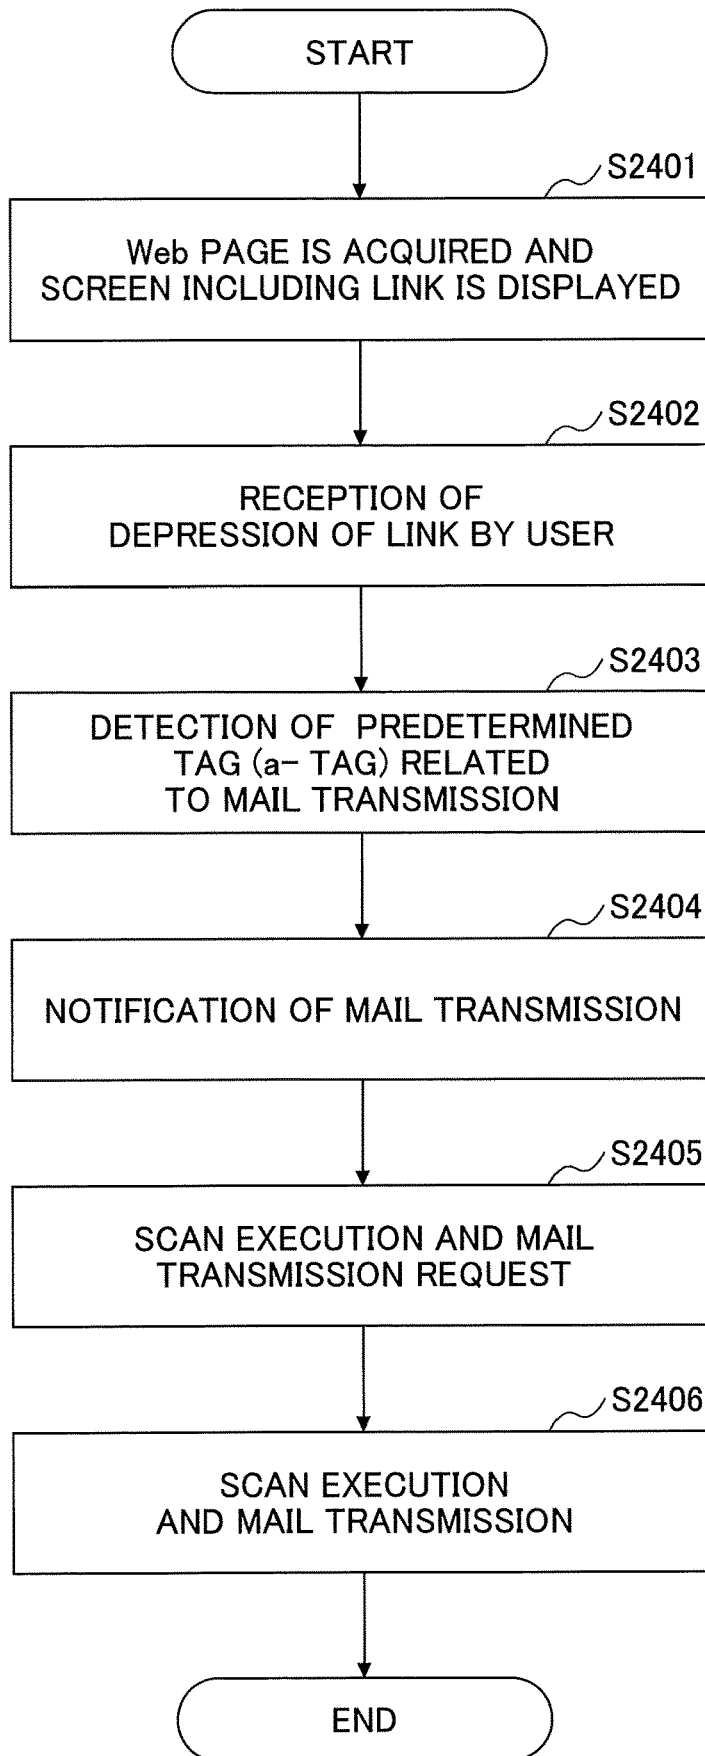 START
S2401
Web PAGE IS ACQUIRED AND
SCREEN INCLUDING LINK IS DISPLAYED
S2402
RECEPTION OF
DEPRESSION OF LINK BY USER
S2403
DETECTION OF PREDETERMINED
TAG (a- TAG) RELATED
TO MAIL TRANSMISSION
S2404
NOTIFICATION OF MAIL TRANSMISSION
S2405
SCAN EXECUTION AND MAIL
TRANSMISSION REQUEST
S2406
SCAN EXECUTION
AND MAIL TRANSMISSION
END